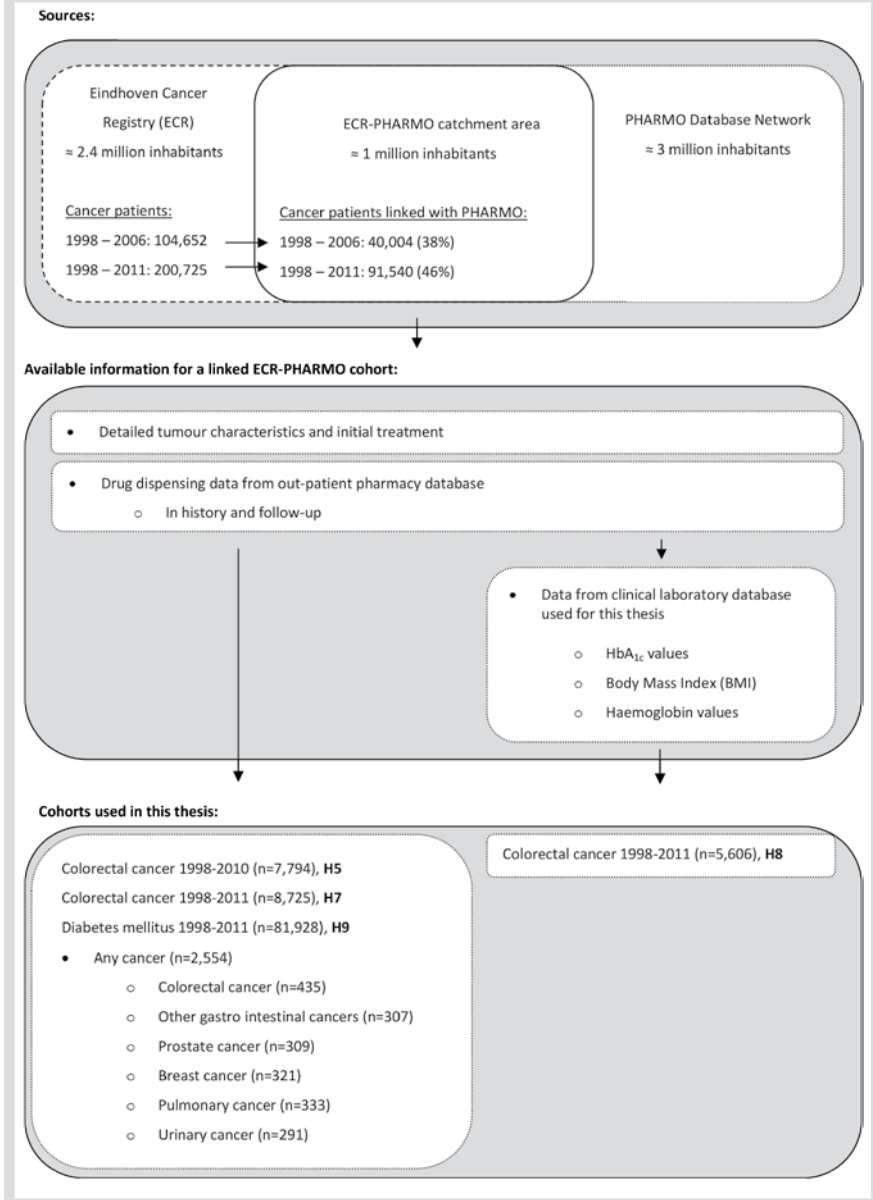 Sources:
Eindhoven Cancer
Registry (ECR)
≈ 2.4 million inhabitants
Cancer patients:
1998 – 2006: 104,652
1998 – 2011: 200,725
ECR-PHARMO catchment area
≈ 1 million inhabitants
Cancer patients linked with PHARMO:
1998 – 2006: 40,004 (38%)
1998 – 2011: 91,540 (46%)
PHARMO Database Network
≈ 3 million inhabitants
Available information for a linked ECR-PHARMO cohort:
• Detailed tumour characteristics and initial treatment
• Drug dispensing data from out-patient pharmacy database
o In history and follow-up
• Data from clinical laboratory database
used for this thesis
o HbA1c values
o Body Mass Index (BMI)
o Haemoglobin values
Cohorts used in this thesis:
Colorectal cancer 1998-2010 (n=7,794), H5
Colorectal cancer 1998-2011 (n=8,725), H7
Diabetes mellitus 1998-2011 (n=81,928), H9
• Any cancer (n=2,554)
o Colorectal cancer (n=435)
o Other gastro intestinal cancers (n=307)
o Prostate cancer (n=309)
o Breast cancer (n=321)
o Pulmonary cancer (n=333)
o Urinary cancer (n=291)
Colorectal cancer 1998-2011 (n=5,606), H8